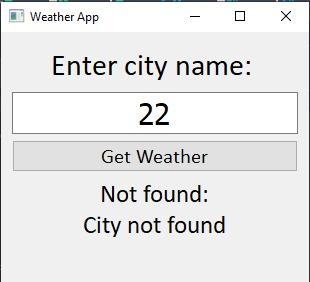 Weather App
Enter city name:
22
Get Weather
Not found:
City not found